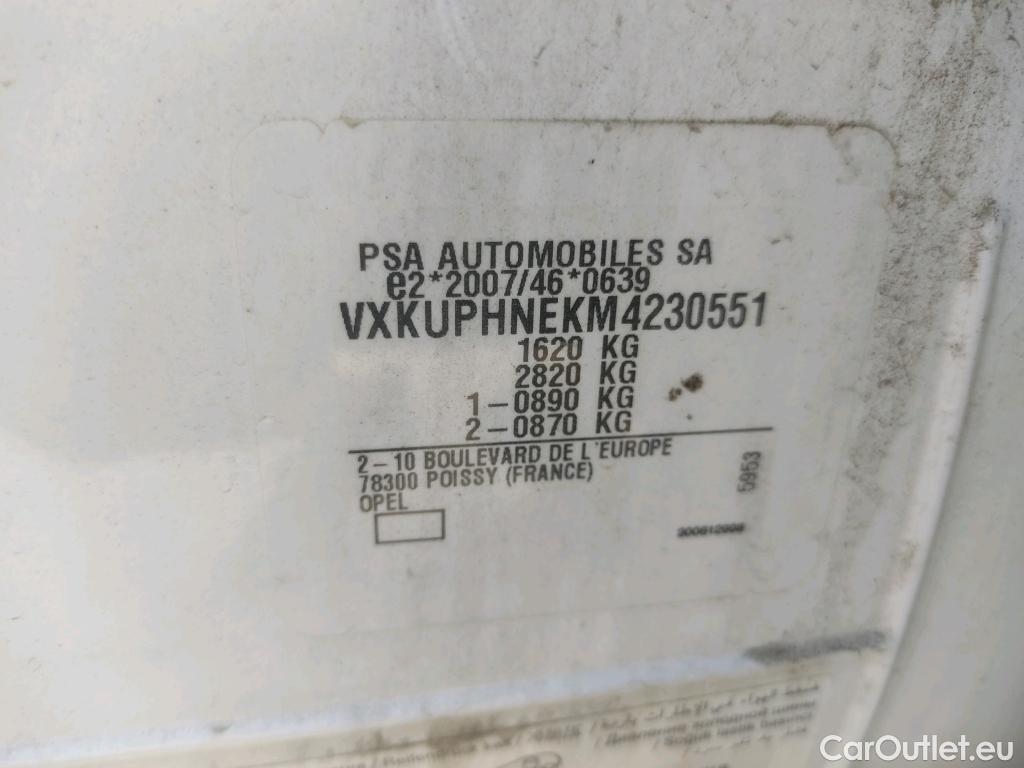 PSA AUTOMOBILES SA
e2*2007/46*0639
VXKUPHNEKM4230551
1620 KG
2820 KG
1-0890 KG
2-0870 KG
2-10 BOULEVARD DE L'EUROPE
78300 POISSY (FRANCE)
OPEL
5953
CarOutlet.eu